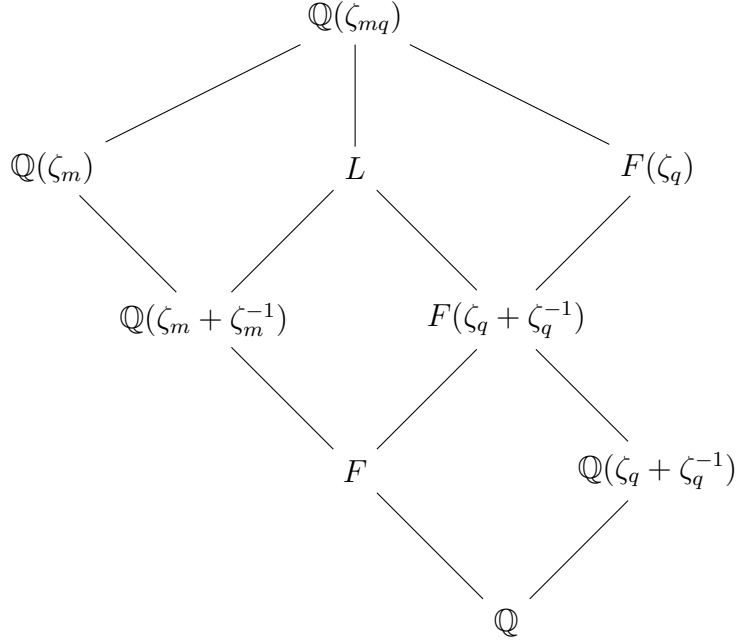 ℚ(ζ_{mq})
ℚ(ζ_m) L F(ζ_q)
ℚ(ζ_m + ζ_m^{-1}) F(ζ_q + ζ_q^{-1})
F ℚ(ζ_q + ζ_q^{-1})
ℚ